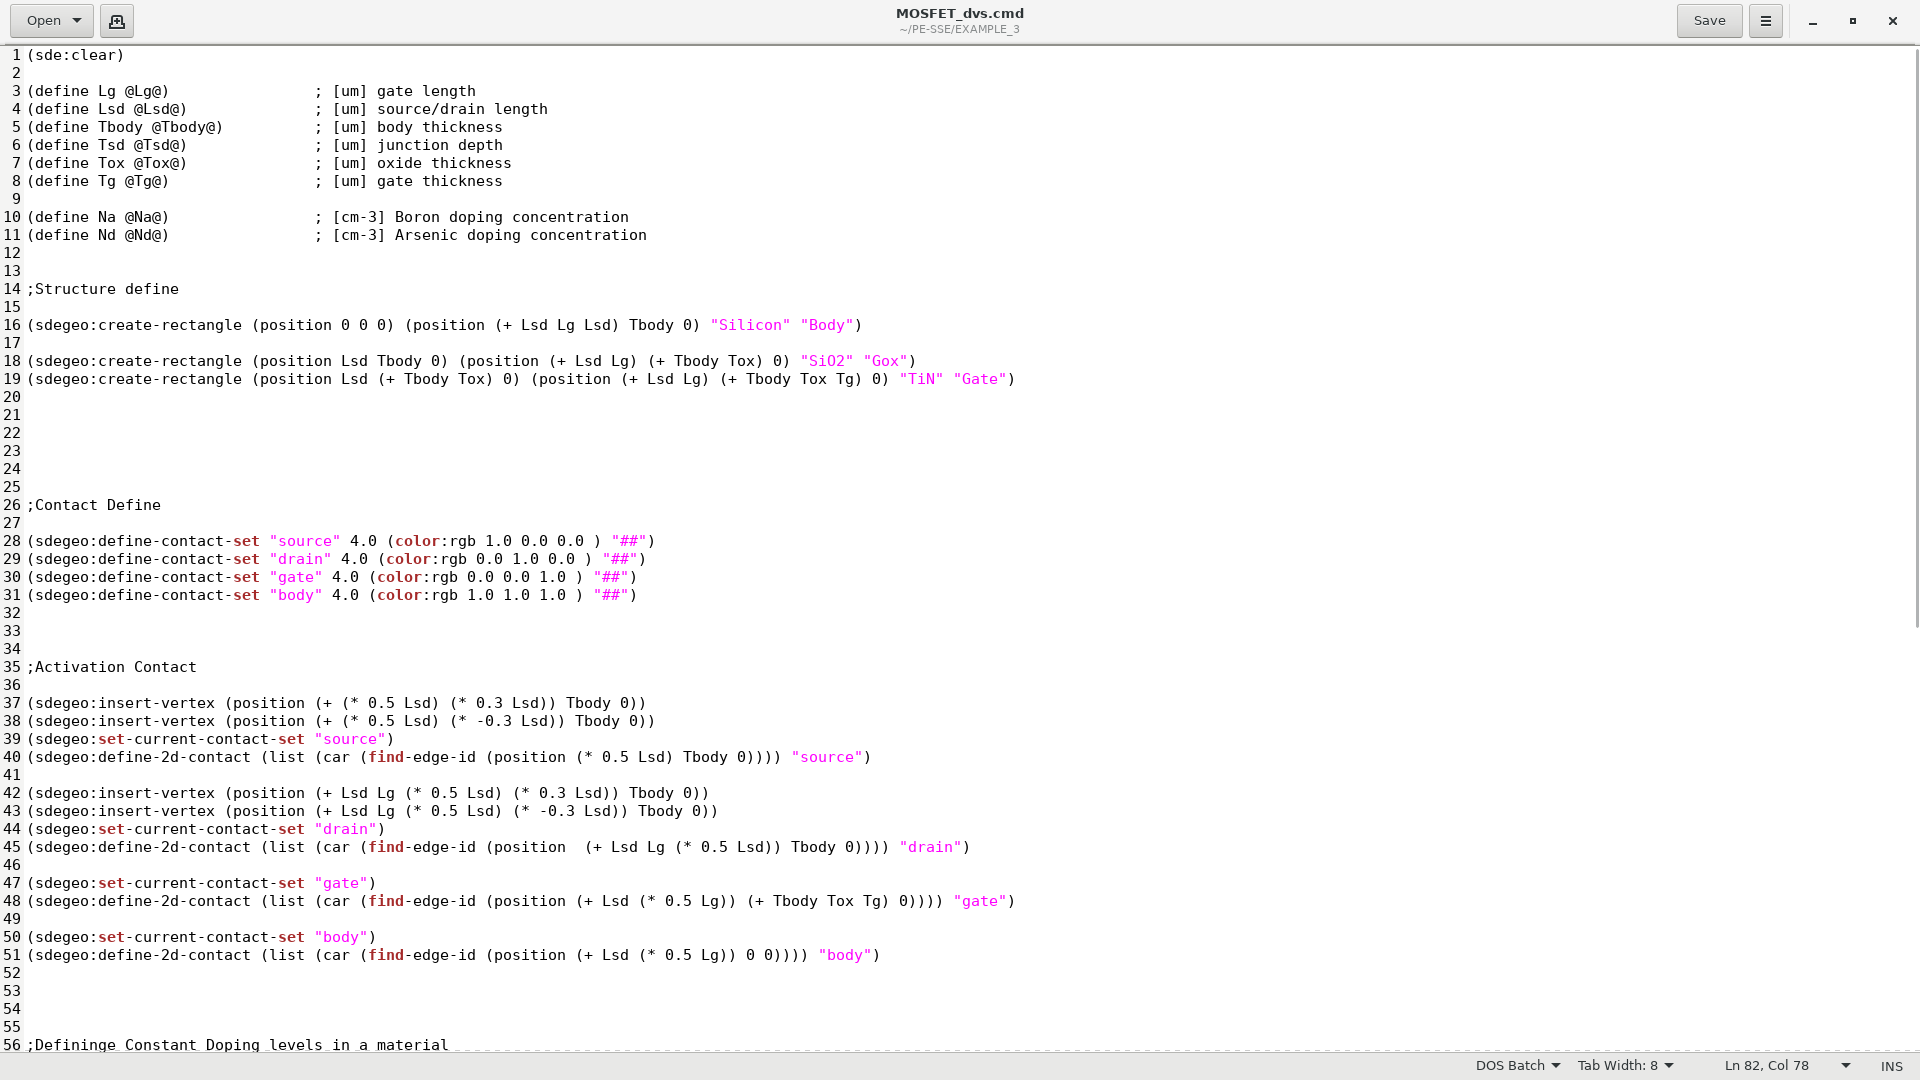 Open
MOSFET_dvs.cmd
~/PE-SSE/EXAMPLE_3
Save
1 (sde:clear)
2
3 (define Lg @Lg@) ; [um] gate length
4 (define Lsd @Lsd@) ; [um] source/drain length
5 (define Tbody @Tbody@) ; [um] body thickness
6 (define Tsd @Tsd@) ; [um] junction depth
7 (define Tox @Tox@) ; [um] oxide thickness
8 (define Tg @Tg@) ; [um] gate thickness
9
10 (define Na @Na@) ; [cm-3] Boron doping concentration
11 (define Nd @Nd@) ; [cm-3] Arsenic doping concentration
12
13
14 ;Structure define
15
16 (sdegeo:create-rectangle (position 0 0 0) (position (+ Lsd Lg Lsd) Tbody 0) "Silicon" "Body")
17
18 (sdegeo:create-rectangle (position Lsd Tbody 0) (position (+ Lsd Lg) (+ Tbody Tox) 0) "SiO2" "Gox")
19 (sdegeo:create-rectangle (position Lsd (+ Tbody Tox) 0) (position (+ Lsd Lg) (+ Tbody Tox Tg) 0) "TiN" "Gate")
20
21
22
23
24
25
26 ;Contact Define
27
28 (sdegeo:define-contact-set "source" 4.0 (color:rgb 1.0 0.0 0.0 ) "##")
29 (sdegeo:define-contact-set "drain" 4.0 (color:rgb 0.0 1.0 0.0 ) "##")
30 (sdegeo:define-contact-set "gate" 4.0 (color:rgb 0.0 0.0 1.0 ) "##")
31 (sdegeo:define-contact-set "body" 4.0 (color:rgb 1.0 1.0 1.0 ) "##")
32
33
34
35 ;Activation Contact
36
37 (sdegeo:insert-vertex (position (+ (* 0.5 Lsd) (* 0.3 Lsd)) Tbody 0))
38 (sdegeo:insert-vertex (position (+ (* 0.5 Lsd) (* -0.3 Lsd)) Tbody 0))
39 (sdegeo:set-current-contact-set "source")
40 (sdegeo:define-2d-contact (list (car (find-edge-id (position (* 0.5 Lsd) Tbody 0)))) "source")
41
42 (sdegeo:insert-vertex (position (+ Lsd Lg (* 0.5 Lsd) (* 0.3 Lsd)) Tbody 0))
43 (sdegeo:insert-vertex (position (+ Lsd Lg (* 0.5 Lsd) (* -0.3 Lsd)) Tbody 0))
44 (sdegeo:set-current-contact-set "drain")
45 (sdegeo:define-2d-contact (list (car (find-edge-id (position  (+ Lsd Lg (* 0.5 Lsd)) Tbody 0)))) "drain")
46
47 (sdegeo:set-current-contact-set "gate")
48 (sdegeo:define-2d-contact (list (car (find-edge-id (position (+ Lsd (* 0.5 Lg)) (+ Tbody Tox Tg) 0)))) "gate")
49
50 (sdegeo:set-current-contact-set "body")
51 (sdegeo:define-2d-contact (list (car (find-edge-id (position (+ Lsd (* 0.5 Lg)) 0 0)))) "body")
52
53
54
55
56 ;Defininge Constant Doping levels in a material
DOS Batch
Tab Width: 8
Ln 82, Col 78
INS